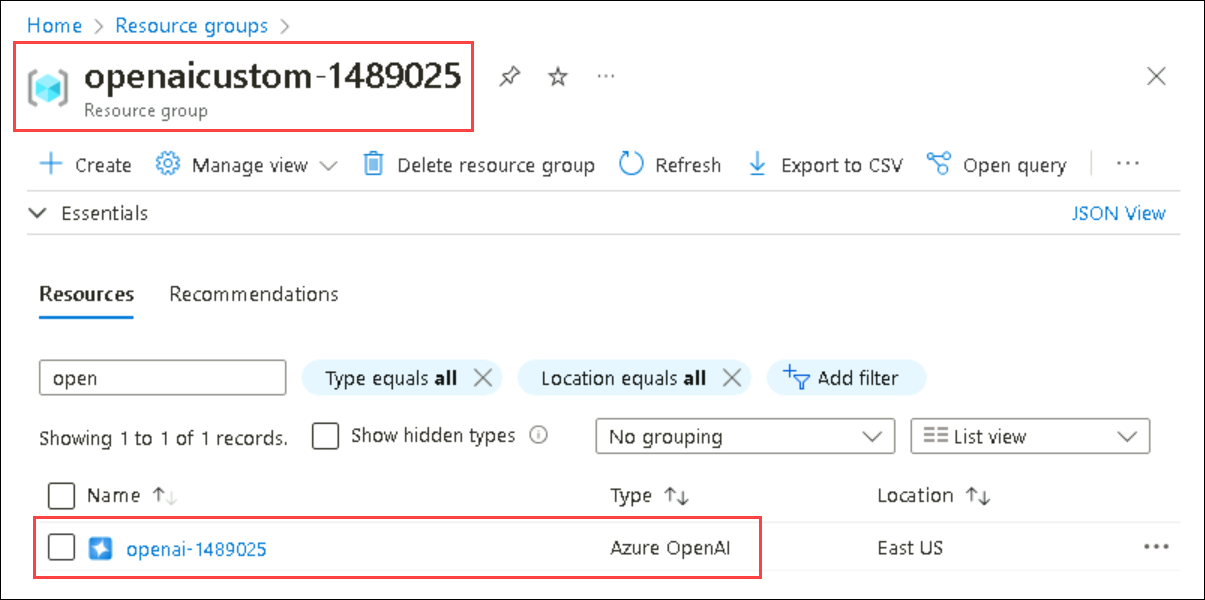 Home > Resource groups >
openaicustom-1489025
Resource group
Create Manage view Delete resource group Refresh Export to CSV Open query
Essentials JSON View
Resources Recommendations
open Type equals all Location equals all Add filter
Showing 1 to 1 of 1 records. Show hidden types No grouping List view
Name Type Location
openai-1489025 Azure OpenAI East US